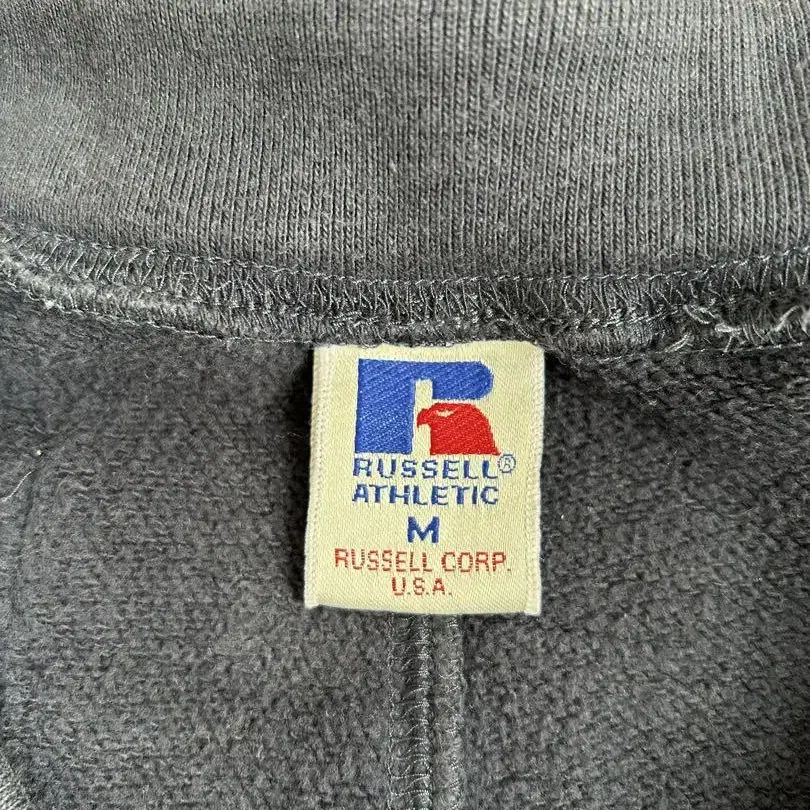 RUSSELL®
ATHLETIC
M
RUSSELL CORP.
U.S.A.